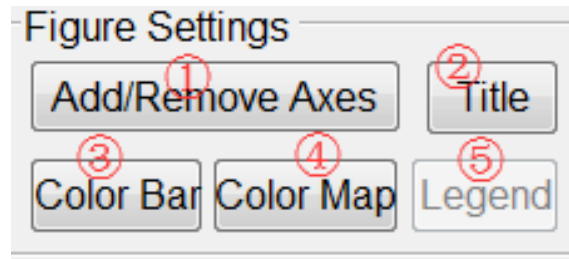 Figure Settings
① ②
Add/Remove Axes Title
③ ④ ⑤
Color Bar Color Map Legend